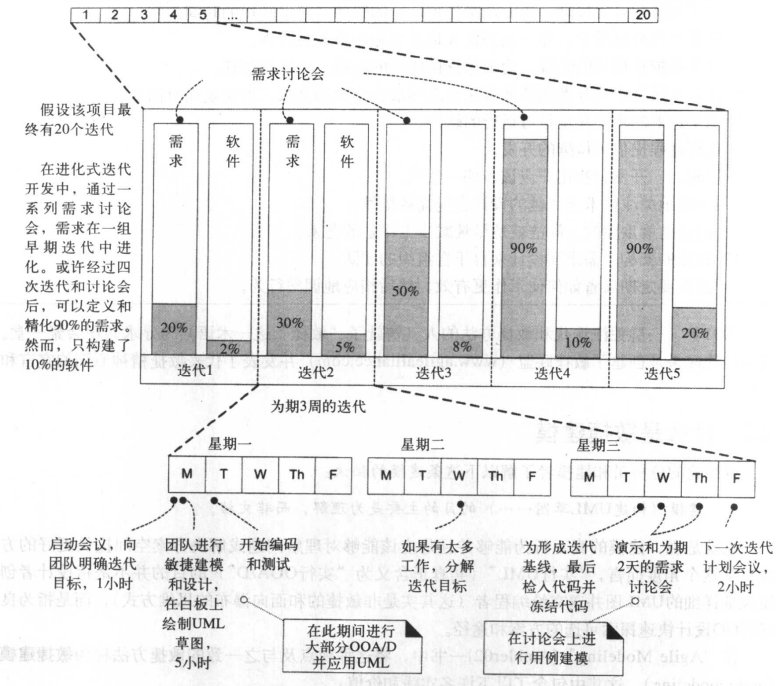 1 2 3 4 5 ... 20
需求讨论会
假设该项目最
终有20个迭代
在进化式迭代
开发中，通过一
系列需求讨论
会，需求在一组
早期迭代中进
化。或许经过四
次迭代和讨论会
后，可以定义和
精化90%的需求。
然而，只构建了
10%的软件
需求 软件 需求 软件
20% 2% 30% 5% 50% 8% 90% 10% 90% 20%
迭代1 迭代2 迭代3 迭代4 迭代5
为期3周的迭代
星期一 星期二 星期三
M T W Th F M T W Th F M T W Th F
启动会议，向
团队明确迭代
目标，1小时
团队进行
敏捷建模
和设计，
在白板上
绘制UML
草图，
5小时
开始编码
和测试
在此期间进行
大部分OOA/D
并应用UML
如果有太多
工作，分解
迭代目标
为形成迭代
基线，最后
检入代码并
冻结代码
演示和为期
2天的需求
讨论会
在讨论会上进
行用例建模
下一次迭代
计划会议，
2小时